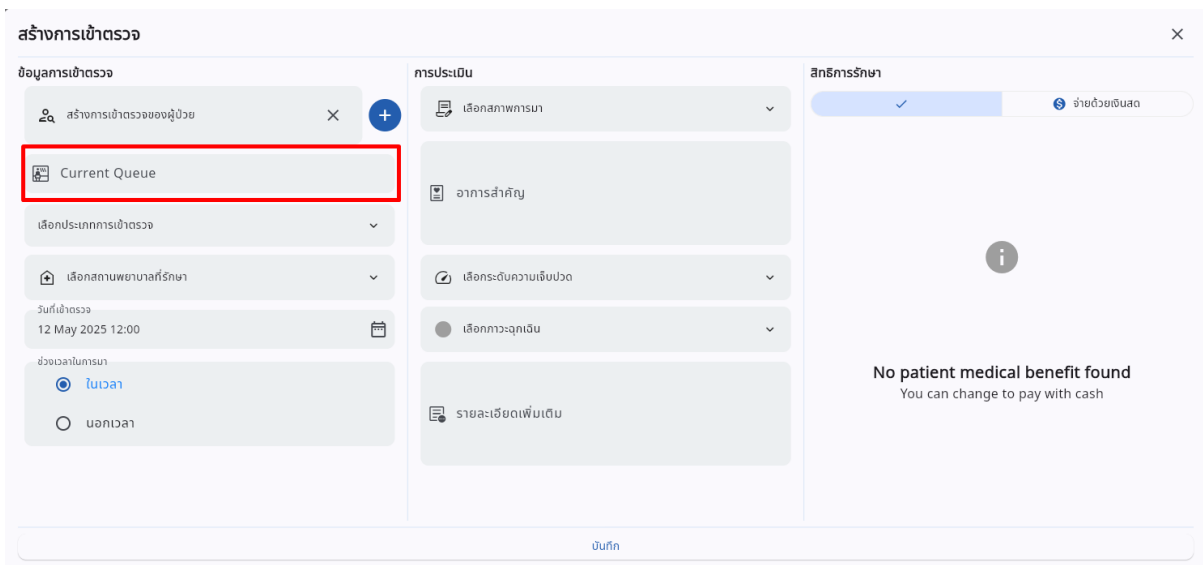 สร้างการเข้าตรวจ
ข้อมูลการเข้าตรวจ
สร้างการเข้าตรวจของผู้ป่วย
Current Queue
เลือกประเภทการเข้าตรวจ
เลือกสถานพยาบาลที่รักษา
วันที่เข้าตรวจ
12 May 2025 12:00
ช่วงเวลาในการมา
ในเวลา
นอกเวลา
การประเมิน
เลือกสภาพการมา
อาการสำคัญ
เลือกระดับความเจ็บปวด
เลือกภาวะฉุกเฉิน
รายละเอียดเพิ่มเติม
สิทธิการรักษา
จ่ายด้วยเงินสด
No patient medical benefit found
You can change to pay with cash
บันทึก